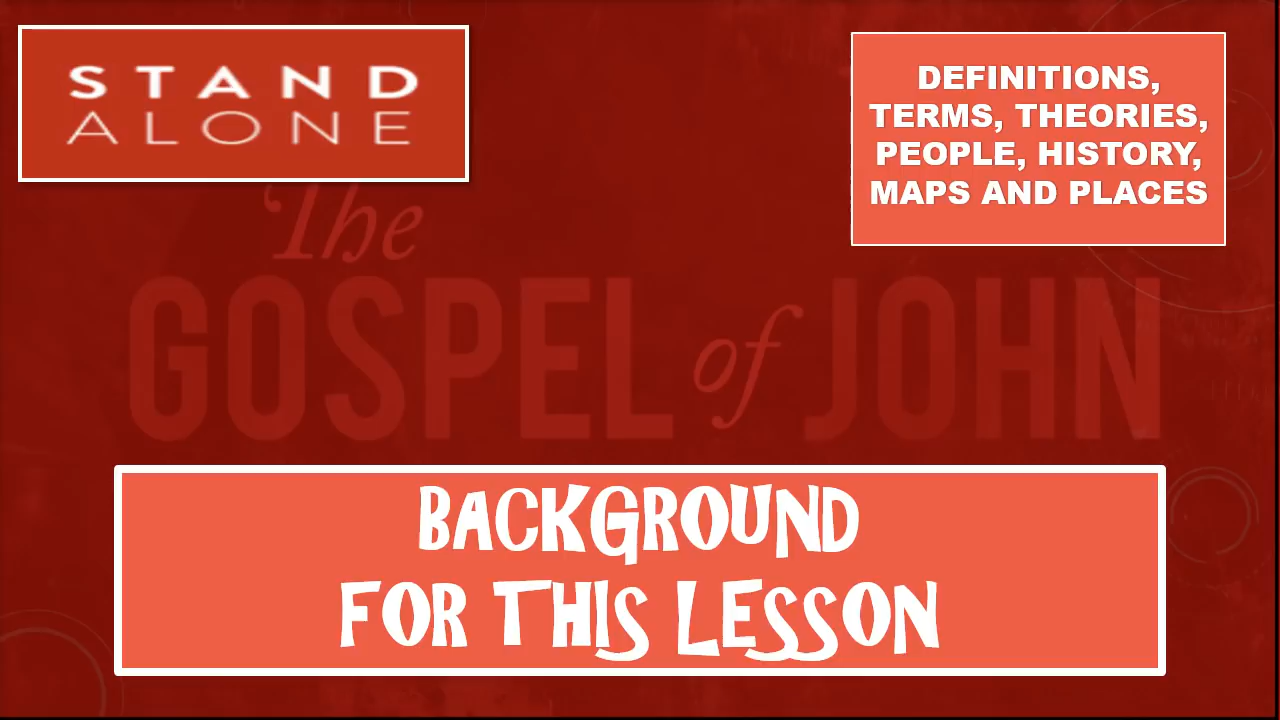 STAND
ALONE
DEFINITIONS,
TERMS, THEORIES,
PEOPLE, HISTORY,
MAPS AND PLACES
The
GOSPEL of JOHN
BACKGROUND
FOR THIS LESSON